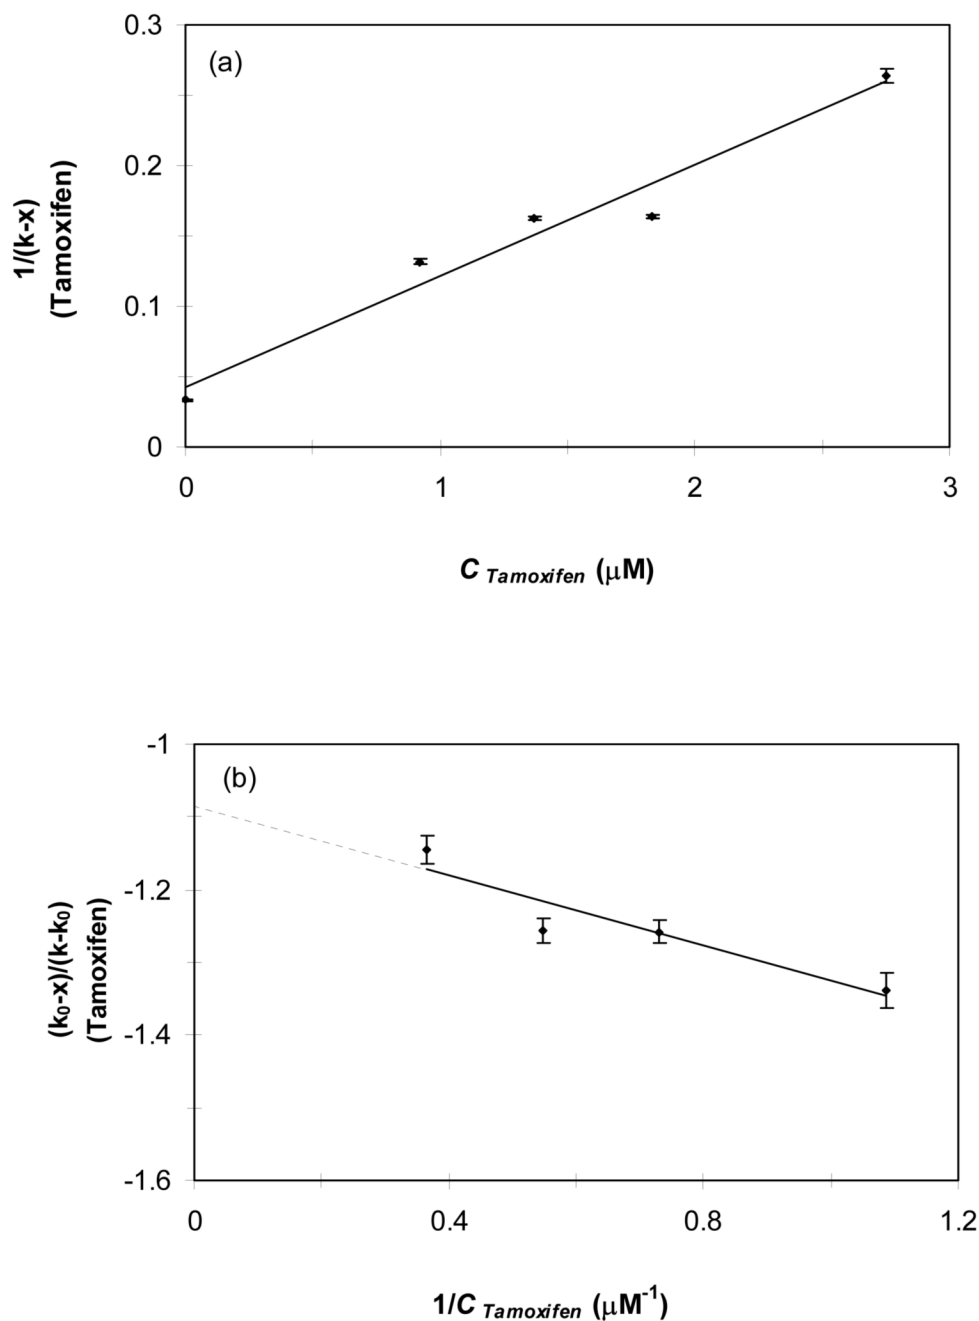 0.3
(a)
0.2
1/(k-x)
(Tamoxifen)
0.1
0
0 1 2 3
C Tamoxifen (μM)
-1
(b)
-1.2
(k₀-x)/(k-k₀)
(Tamoxifen)
-1.4
-1.6
0 0.4 0.8 1.2
1/C Tamoxifen (μM⁻¹)